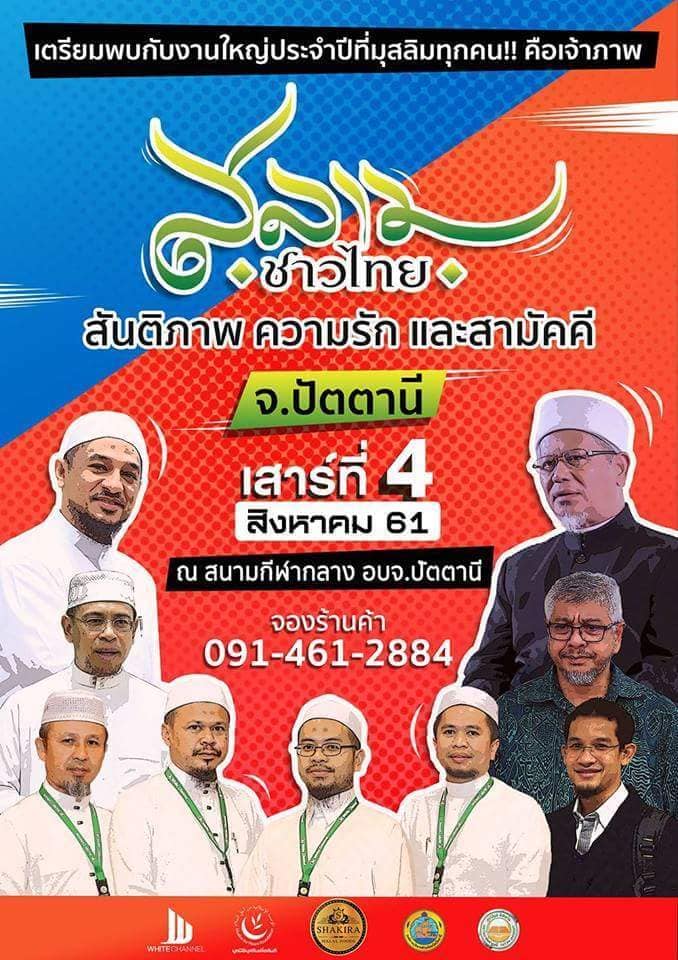 เตรียมพบกับงานใหญ่ประจำปีที่มุสลิมทุกคน!! คือเจ้าภาพ
สุลาม
ชาวไทย
สันติภาพ ความรัก และสามัคคี
จ.ปัตตานี
เสาร์ที่ 4
สิงหาคม 61
ณ สนามกีฬากลาง อบจ.ปัตตานี
จองร้านค้า
091-461-2884
WHITECHANNEL
S
SHAKIRA
HALAL FOODS